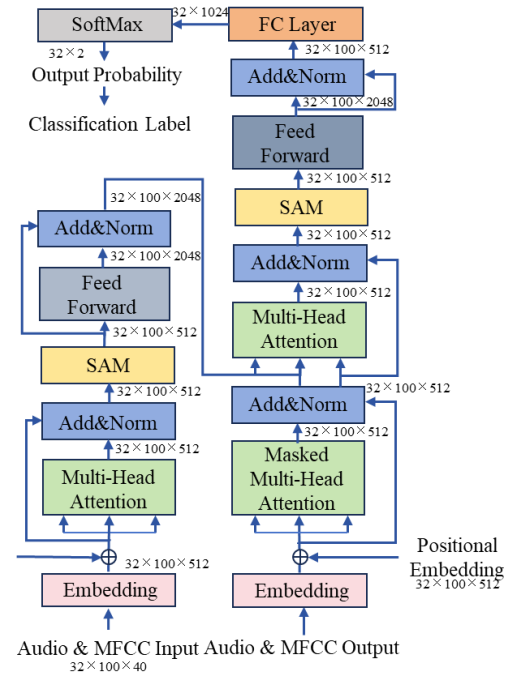 SoftMax
32×1024
FC Layer
32×2
32×100×512
Output Probability
Add&Norm
32×100×2048
Classification Label
Feed
Forward
32×100×512
SAM
32×100×512
Add&Norm
32×100×512
Multi-Head
Attention
32×100×2048
Add&Norm
32×100×2048
Feed
Forward
32×100×512
SAM
32×100×512
Add&Norm
32×100×512
Multi-Head
Attention
32×100×512
Add&Norm
32×100×512
Masked
Multi-Head
Attention
32×100×512
Positional
Embedding
32×100×512
Embedding
Embedding
Audio & MFCC Input
32×100×40
Audio & MFCC Output